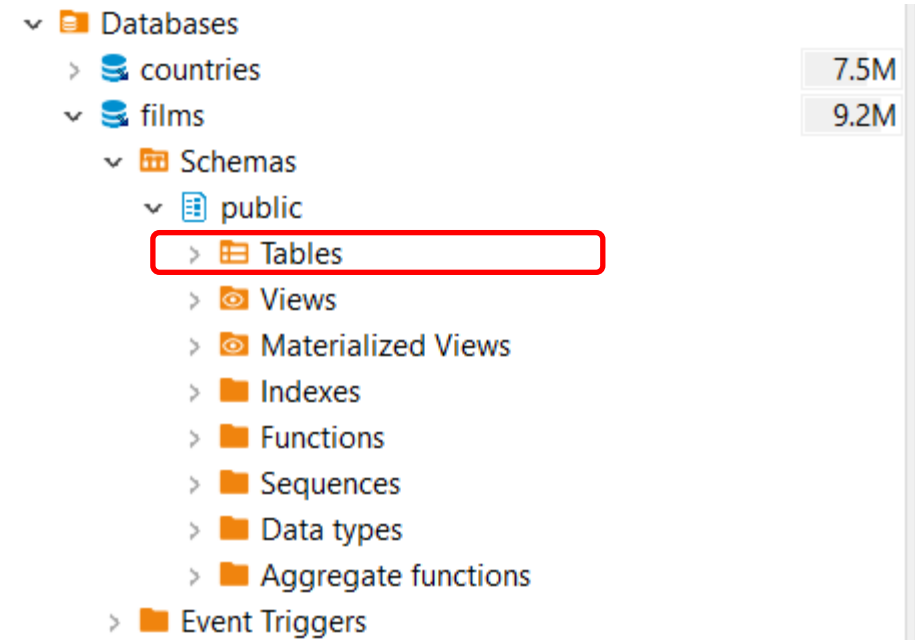 Databases
countries 7.5M
films 9.2M
Schemas
public
Tables
Views
Materialized Views
Indexes
Functions
Sequences
Data types
Aggregate functions
Event Triggers